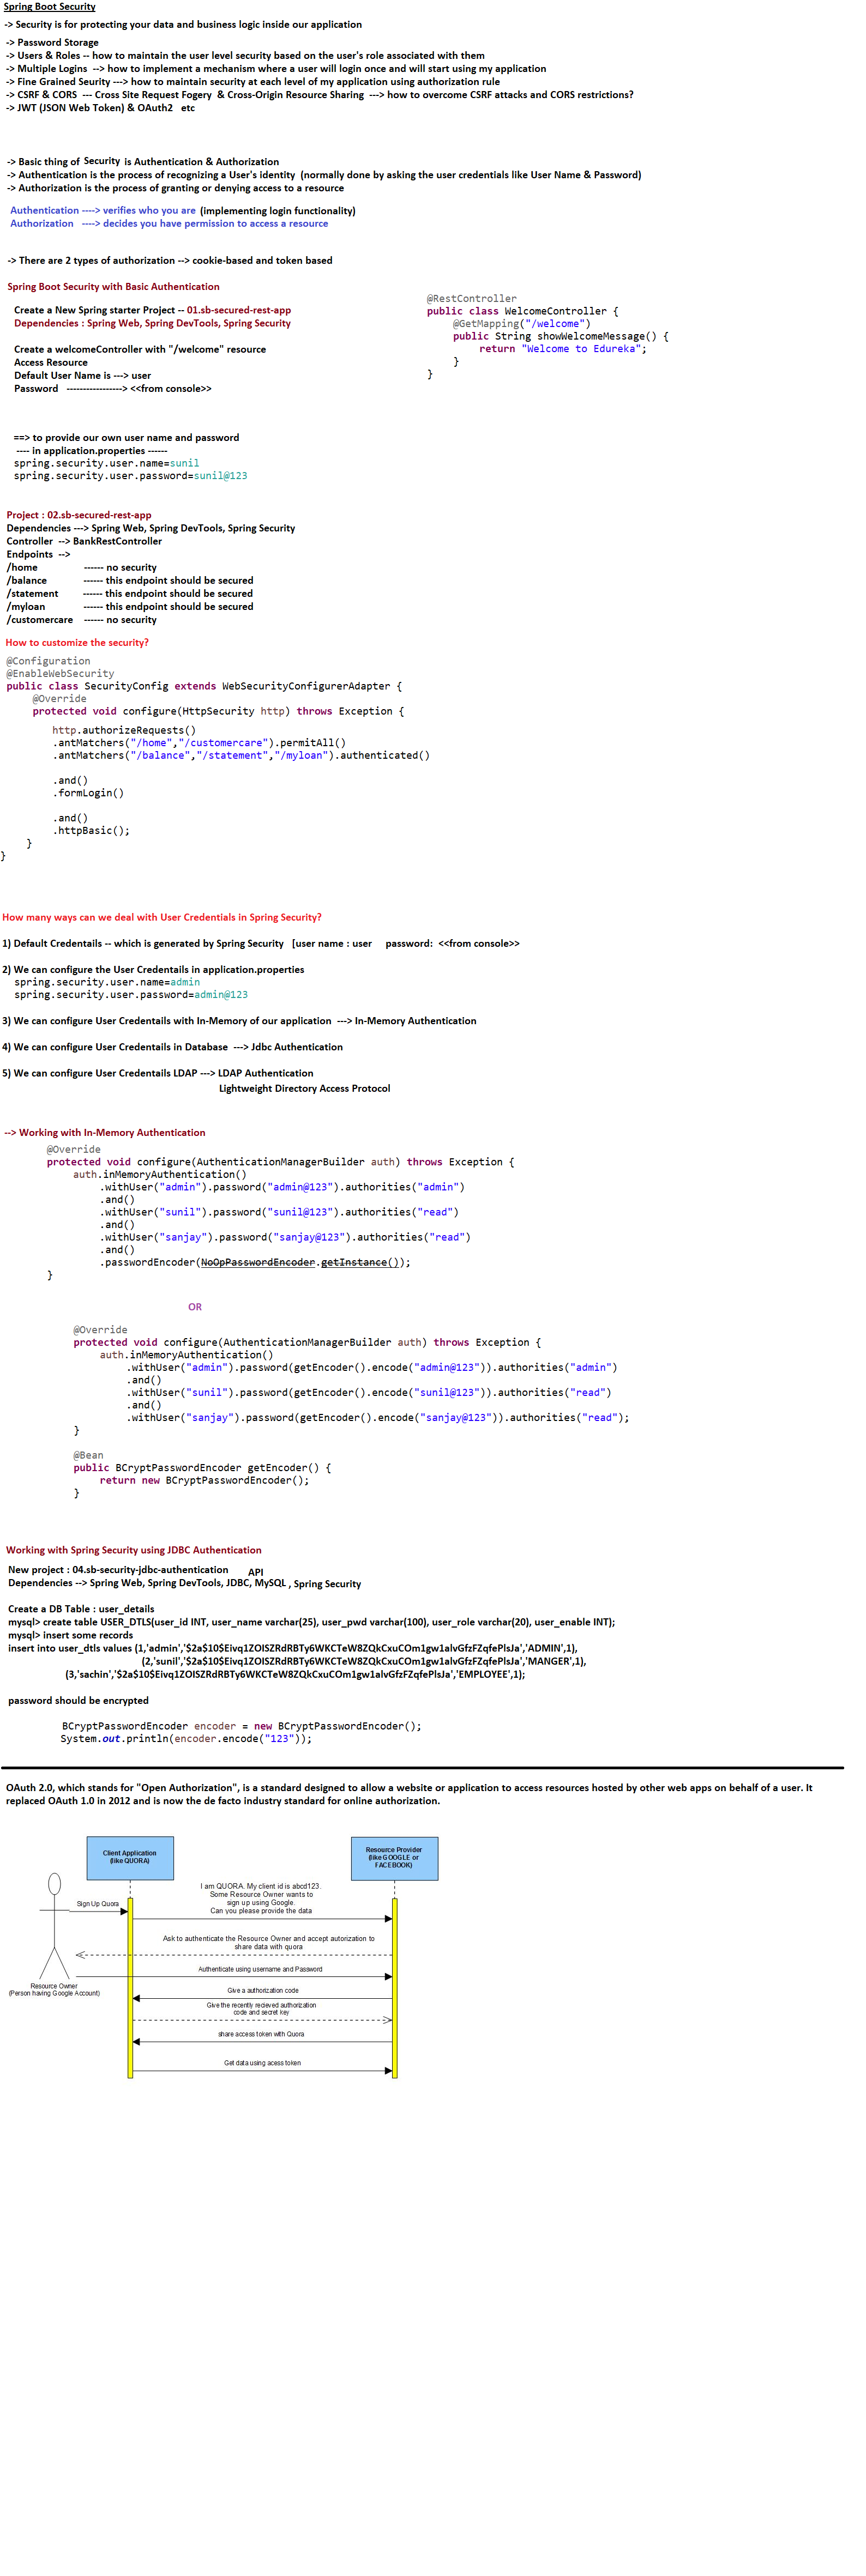 Spring Boot Security
-> Security is for protecting your data and business logic inside our application
-> Password Storage
-> Users & Roles -- how to maintain the user level security based on the user's role associated with them
-> Multiple Logins --> how to implement a mechanism where a user will login once and will start using my application
-> Fine Grained Seurity ---> how to maintain security at each level of my application using authorization rule
-> CSRF & CORS --- Cross Site Request Fogery & Cross-Origin Resource Sharing ---> how to overcome CSRF attacks and CORS restrictions?
-> JWT (JSON Web Token) & OAuth2 etc
-> Basic thing of Security is Authentication & Authorization
-> Authentication is the process of recognizing a User's identity (normally done by asking the user credentials like User Name & Password)
-> Authorization is the process of granting or denying access to a resource
Authentication ----> verifies who you are (implementing login functionality)
Authorization ----> decides you have permission to access a resource
-> There are 2 types of authorization --> cookie-based and token based
Spring Boot Security with Basic Authentication
Create a New Spring starter Project -- 01.sb-secured-rest-app
Dependencies : Spring Web, Spring DevTools, Spring Security
Create a welcomeController with "/welcome" resource
Access Resource
Default User Name is ---> user
Password ----------------> <<from console>>
@RestController
public class WelcomeController {
@GetMapping("/welcome")
public String showWelcomeMessage() {
return "Welcome to Edureka";
}
}
==> to provide our own user name and password
---- in application.properties ------
spring.security.user.name=sunil
spring.security.user.password=sunil@123
Project : 02.sb-secured-rest-app
Dependencies ---> Spring Web, Spring DevTools, Spring Security
Controller --> BankRestController
Endpoints -->
/home ------ no security
/balance ------ this endpoint should be secured
/statement ------ this endpoint should be secured
/myloan ------ this endpoint should be secured
/customercare ------ no security
How to customize the security?
@Configuration
@EnableWebSecurity
public class SecurityConfig extends WebSecurityConfigurerAdapter {
@Override
protected void configure(HttpSecurity http) throws Exception {
http.authorizeRequests()
.antMatchers("/home","/customercare").permitAll()
.antMatchers("/balance","/statement","/myloan").authenticated()
.and()
.formLogin()
.and()
.httpBasic();
}
}
How many ways can we deal with User Credentials in Spring Security?
1) Default Credentials -- which is generated by Spring Security [user name : user password: <<from console>>
2) We can configure the User Credentails in application.properties
spring.security.user.name=admin
spring.security.user.password=admin@123
3) We can configure User Credentails with In-Memory of our application ---> In-Memory Authentication
4) We can configure User Credentails in Database ---> Jdbc Authentication
5) We can configure User Credentails LDAP ---> LDAP Authentication
Lightweight Directory Access Protocol
--> Working with In-Memory Authentication
@Override
protected void configure(AuthenticationManagerBuilder auth) throws Exception {
auth.inMemoryAuthentication()
.withUser("admin").password("admin@123").authorities("admin")
.and()
.withUser("sunil").password("sunil@123").authorities("read")
.and()
.withUser("sanjay").password("sanjay@123").authorities("read")
.and()
.passwordEncoder(NoOpPasswordEncoder.getInstance());
}
OR
@Override
protected void configure(AuthenticationManagerBuilder auth) throws Exception {
auth.inMemoryAuthentication()
.withUser("admin").password(getEncoder().encode("admin@123")).authorities("admin")
.and()
.withUser("sunil").password(getEncoder().encode("sunil@123")).authorities("read")
.and()
.withUser("sanjay").password(getEncoder().encode("sanjay@123")).authorities("read");
}
@Bean
public BCryptPasswordEncoder getEncoder() {
return new BCryptPasswordEncoder();
}
Working with Spring Security using JDBC Authentication
New project : 04.sb-security-jdbc-authentication API
Dependencies --> Spring Web, Spring DevTools, JDBC, MySQL , Spring Security
Create a DB Table : user_details
mysql> create table USER_DTLS(user_id INT, user_name varchar(25), user_pwd varchar(100), user_role varchar(20), user_enable INT);
mysql> insert some records
insert into user_dtls values (1,'admin','$2a$10$Eivq1ZOISZRdRBTy6WKCTeW8ZQkCxuCOm1gw1alvGfzFZqfePlsJa','ADMIN',1),
(2,'sunil','$2a$10$Eivq1ZOISZRdRBTy6WKCTeW8ZQkCxuCOm1gw1alvGfzFZqfePlsJa','MANGER',1),
(3,'sachin','$2a$10$Eivq1ZOISZRdRBTy6WKCTeW8ZQkCxuCOm1gw1alvGfzFZqfePlsJa','EMPLOYEE',1);
password should be encrypted
BCryptPasswordEncoder encoder = new BCryptPasswordEncoder();
System.out.println(encoder.encode("123"));
OAuth 2.0, which stands for "Open Authorization", is a standard designed to allow a website or application to access resources hosted by other web apps on behalf of a user. It
replaced OAuth 1.0 in 2012 and is now the de facto industry standard for online authorization.
Client Application
(like QUORA)
Resource Provider
(like GOOGLE or
FACEBOOK)
I am QUORA. My client id is abcd123.
Some Resource Owner wants to
sign up using Google.
Can you please provide the data
Sign Up Quora
Ask to authenticate the Resource Owner and accept autorization to
share data with quora
Authenticate using username and Password
Resource Owner
(Person having Google Account)
Give a authorization code
Give the recently recieved authorization
code and secret key
share access token with Quora
Get data using acess token